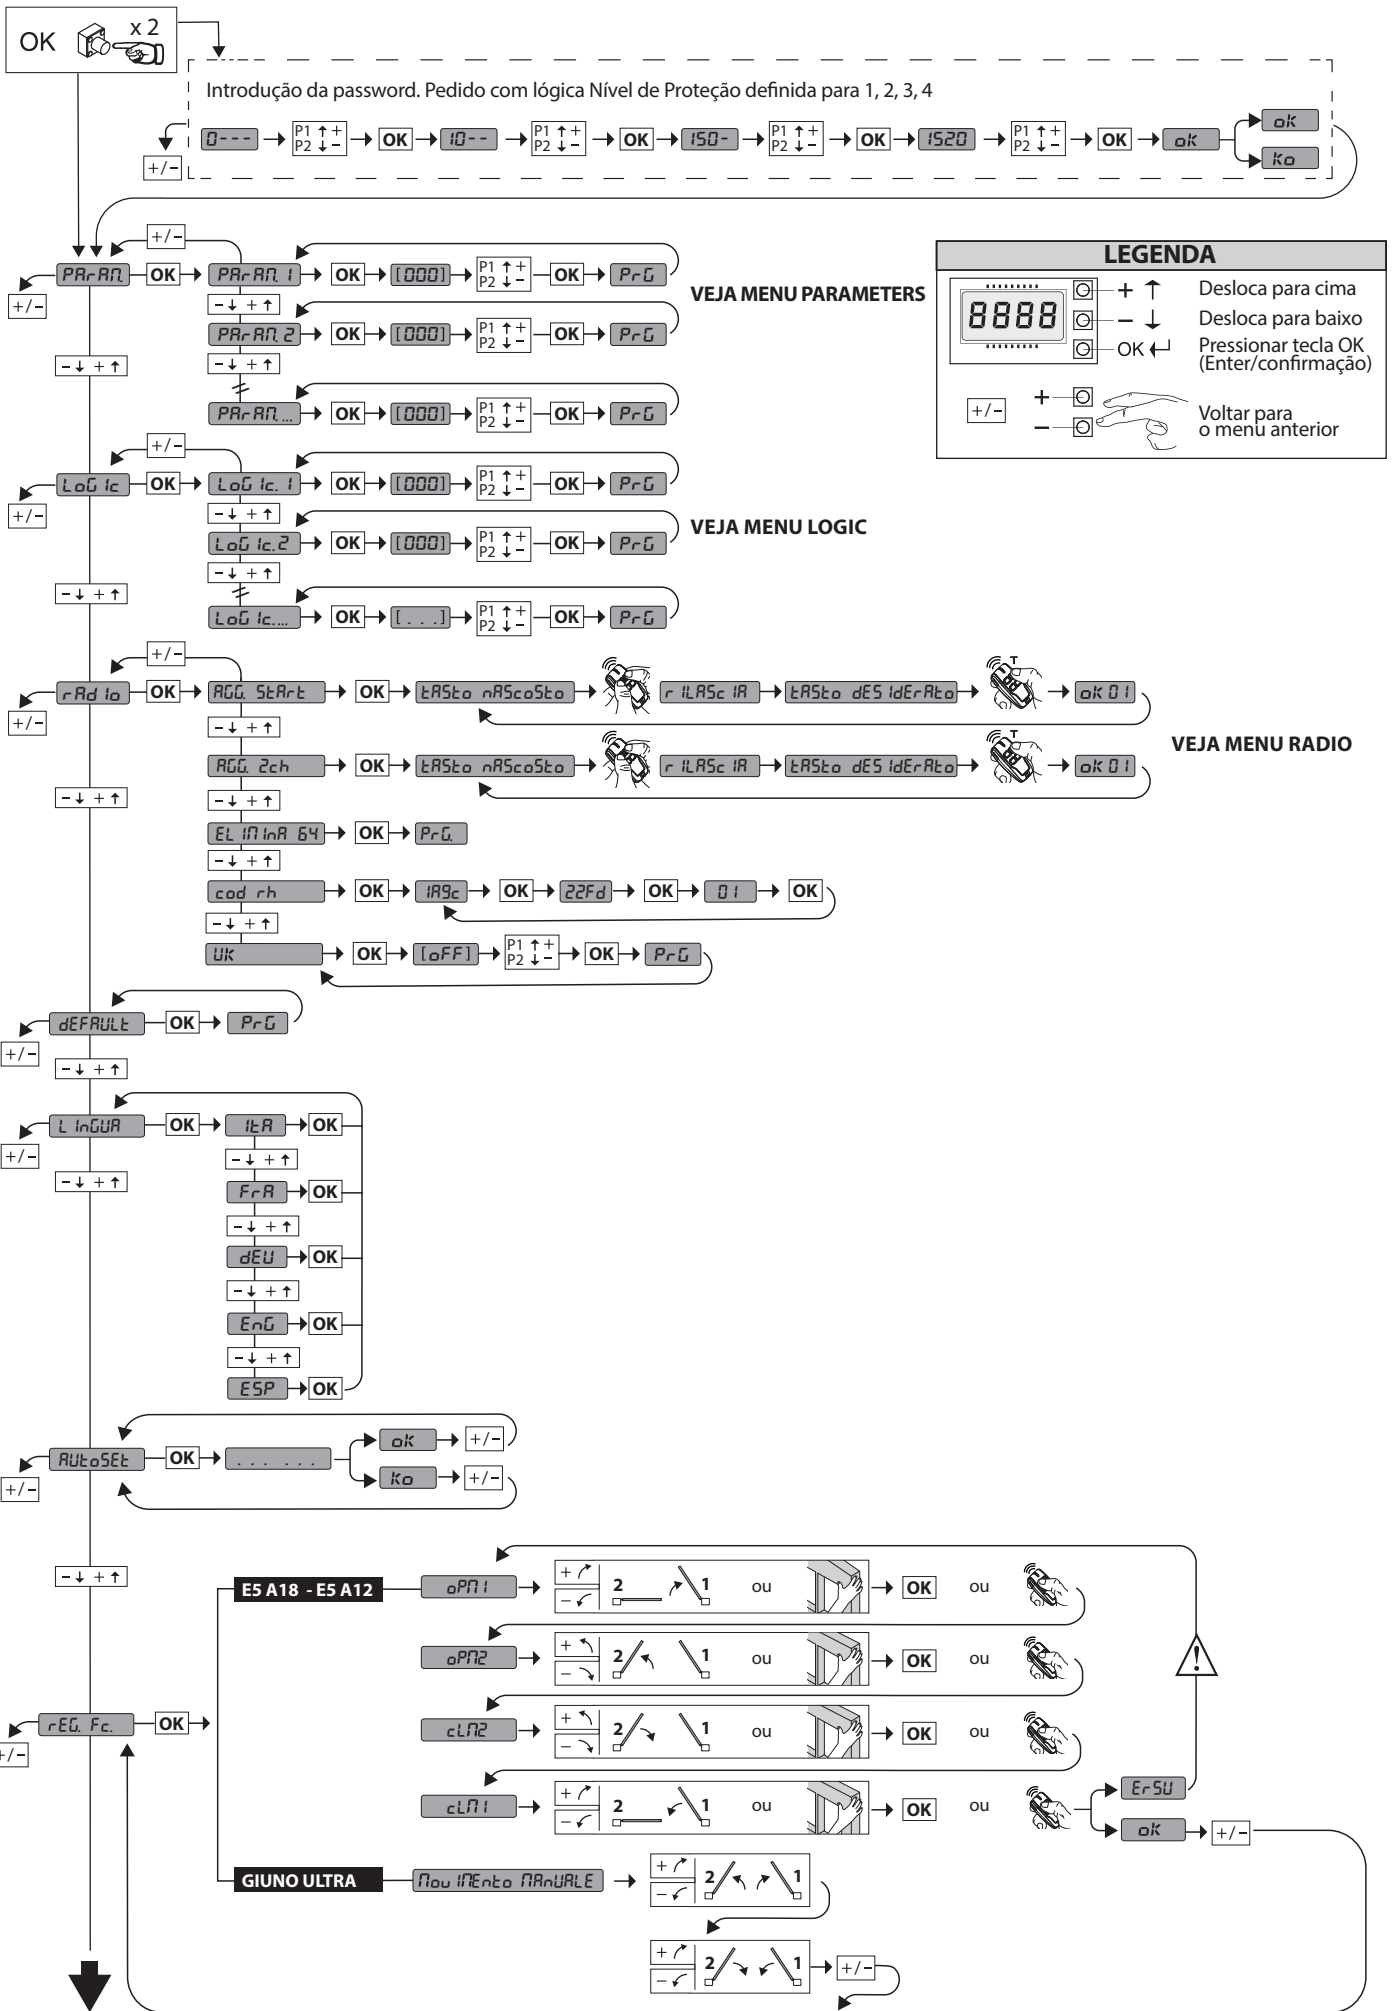 OK x 2
Introdução da password. Pedido com lógica Nível de Proteção definida para 1, 2, 3, 4
0--- P1 ↑ + P2 ↓ - OK 10-- P1 ↑ + P2 ↓ - OK 150- P1 ↑ + P2 ↓ - OK 1520 P1 ↑ + P2 ↓ - OK oK
oK
Ko
+/-
+/-
PArAM. OK PArAM. 1 OK [000] P1 ↑ + P2 ↓ - OK PrG
+/-
- ↓ + ↑
PArAM. 2 OK [000] P1 ↑ + P2 ↓ - OK PrG
- ↓ + ↑
- ↓ + ↑
PArAM. ... OK [000] P1 ↑ + P2 ↓ - OK PrG
VEJA MENU PARAMETERS
LEGENDA
8888
+ ↑ Desloca para cima
- ↓ Desloca para baixo
OK Pressionar tecla OK
(Enter/confirmação)
+/- + - Voltar para
o menu anterior
+/-
LoGIc OK LoGIc. 1 OK [000] P1 ↑ + P2 ↓ - OK PrG
+/-
- ↓ + ↑
LoGIc.2 OK [000] P1 ↑ + P2 ↓ - OK PrG
VEJA MENU LOGIC
- ↓ + ↑
- ↓ + ↑
LoGIc.... OK [...] P1 ↑ + P2 ↓ - OK PrG
+/-
rAdIo OK AGG. StArt OK tASto nAScoSto rILASc IA tASto dESIdErAto T oK 01
+/-
- ↓ + ↑
AGG. 2ch OK tASto nAScoSto rILASc IA tASto dESIdErAto T oK 01
VEJA MENU RADIO
- ↓ + ↑
- ↓ + ↑
ELIMInA 64 OK PrG.
- ↓ + ↑
cod rh OK 1A9c OK 22Fd OK 01 OK
- ↓ + ↑
UK OK [oFF] P1 ↑ + P2 ↓ - OK PrG
dEFAULt OK PrG
+/-
- ↓ + ↑
LInGUA OK ItA OK
+/-
- ↓ + ↑
- ↓ + ↑
FrA OK
- ↓ + ↑
dEU OK
- ↓ + ↑
EnG OK
- ↓ + ↑
ESP OK
AUtoSEt OK ... ...
oK +/-
Ko +/-
+/-
- ↓ + ↑
E5 A18 - E5 A12 oPM1 + - 2 1 ou OK ou
oPM2 + - 2 1 ou OK ou
rEG. Fc. OK
+/-
cLM2 + - 2 1 ou OK ou
cLM1 + - 2 1 ou OK ou
ErSU
oK +/-
!
GIUNO ULTRA MouIMEnto MAnUALE + - 2 1
+ - 2 1 +/-